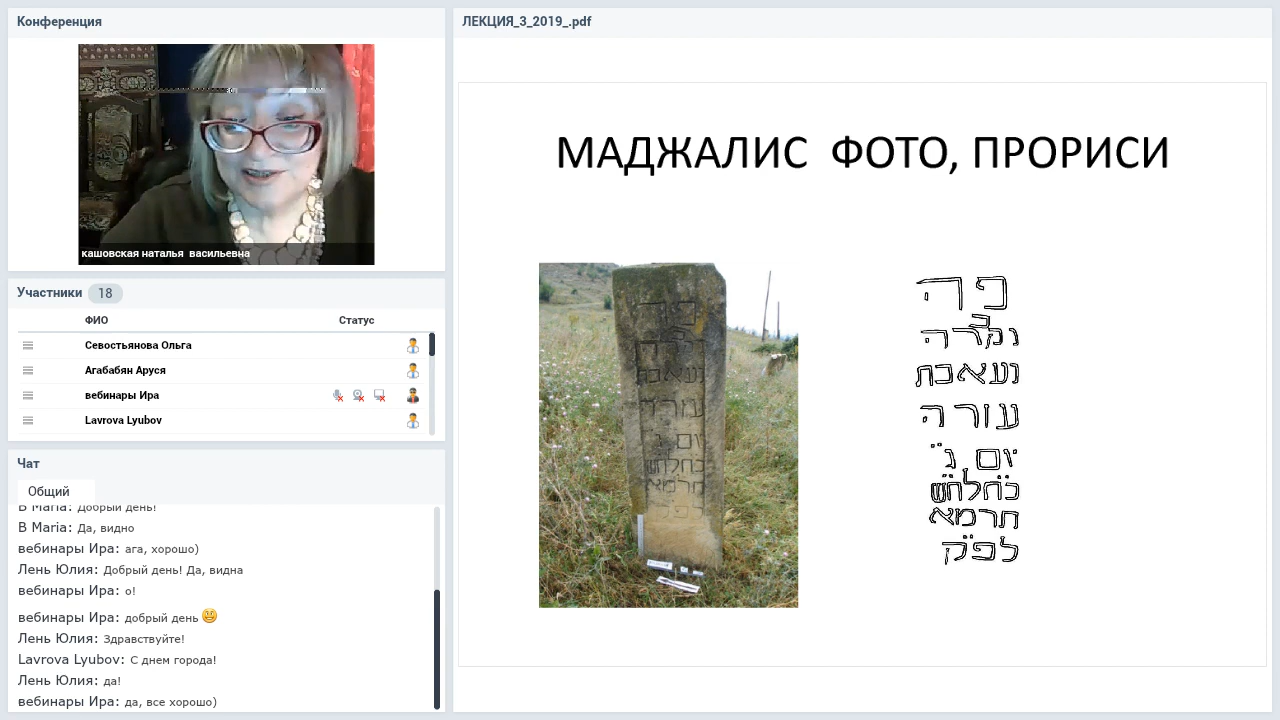 Конференция
кашовская наталья васильевна
Участники 18
ФИО Статус
Севостьянова Ольга
Агабабян Аруся
вебинары Ира
Lavrova Lyubov
Чат
Общий
B Maria: Добрый день!
B Maria: Да, видно
вебинары Ира: ага, хорошо)
Лень Юлия: Добрый день! Да, видна
вебинары Ира: о!
вебинары Ира: добрый день
Лень Юлия: Здравствуйте!
Lavrova Lyubov: С днем города!
Лень Юлия: да!
вебинары Ира: да, все хорошо)
ЛЕКЦИЯ_3_2019_.pdf
МАДЖАЛИС ФОТО, ПРОРИСИ
פה
עזרה
יום ג̈
לפ̈ק